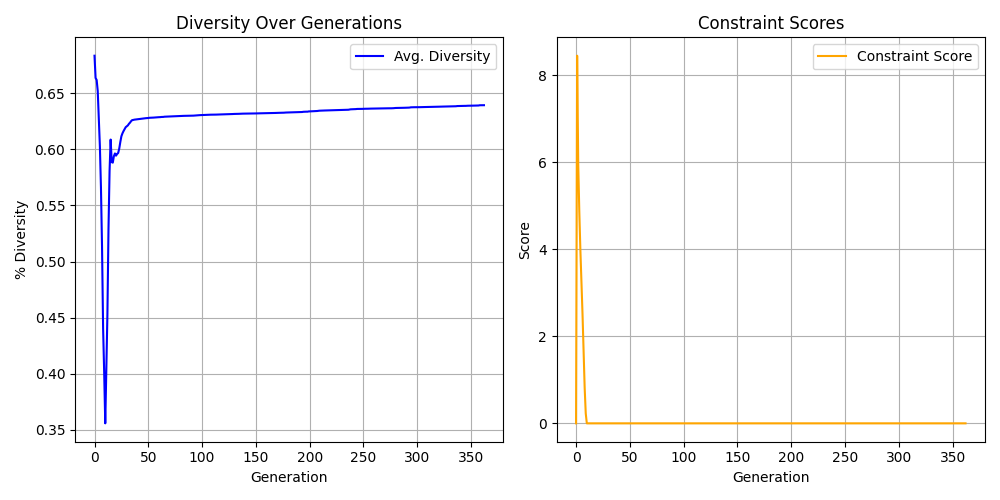 Diversity Over Generations
Avg. Diversity
% Diversity
0.65
0.60
0.55
0.50
0.45
0.40
0.35
0 50 100 150 200 250 300 350
Generation
Constraint Scores
Constraint Score
Score
8
6
4
2
0
0 50 100 150 200 250 300 350
Generation